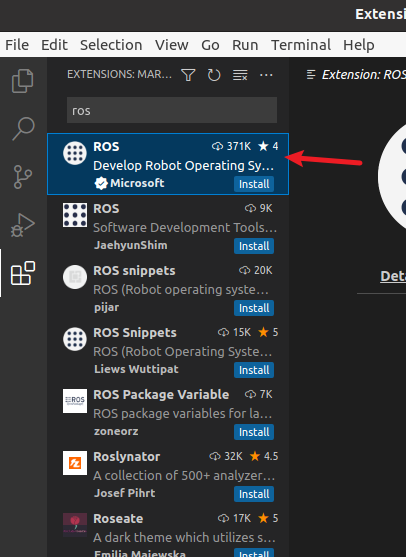 Extension
File Edit Selection View Go Run Terminal Help
EXTENSIONS: MAR...
Extension: ROS
ros
ROS 371K 4
Develop Robot Operating Sy...
Microsoft Install
ROS 9K
Software Development Tools...
JaehyunShim Install
ROS snippets 20K
ROS (Robot operating syste...
pijar Install
ROS Snippets 15K 5
ROS (Robot Operating Syste...
Liews Wuttipat Install
Deta
ROS Package Variable 7K
ROS package variables for la...
zoneorz Install
Roslynator 32K 4.5
A collection of 500+ analyzer...
Josef Pihrt Install
Roseate 17K 5
A dark theme which utilizes s...
Emilia Majewska Install